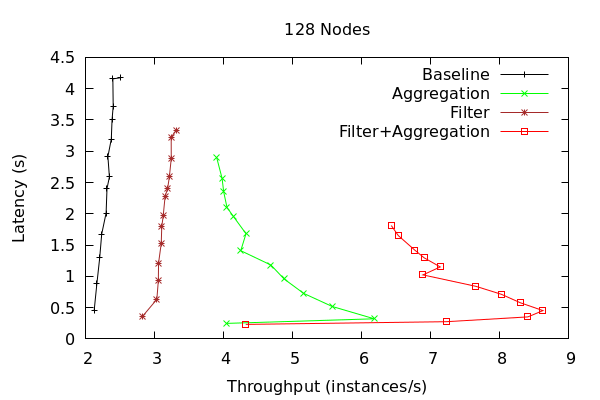 128 Nodes
Latency (s)
4.5
4
3.5
3
2.5
2
1.5
1
0.5
0
Baseline
Aggregation
Filter
Filter+Aggregation
2 3 4 5 6 7 8 9
Throughput (instances/s)